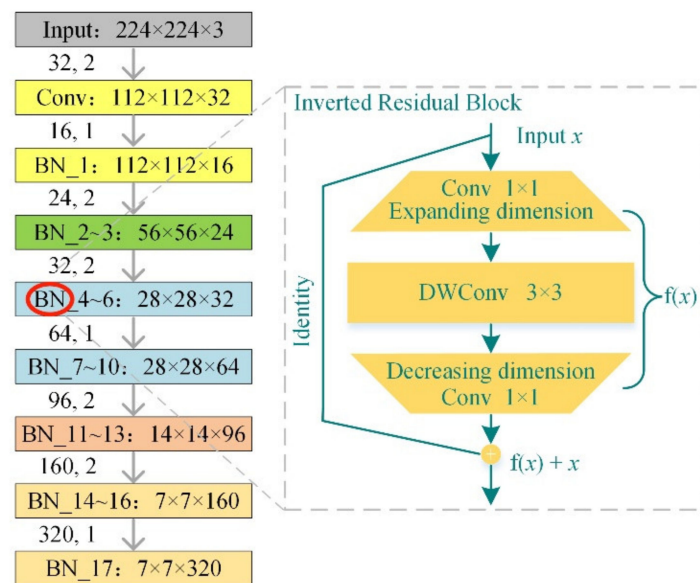 Input: 224×224×3
32, 2
Conv: 112×112×32
16, 1
BN_1: 112×112×16
24, 2
BN_2~3: 56×56×24
32, 2
BN_4~6: 28×28×32
64, 1
BN_7~10: 28×28×64
96, 2
BN_11~13: 14×14×96
160, 2
BN_14~16: 7×7×160
320, 1
BN_17: 7×7×320
Inverted Residual Block
Input x
Conv 1×1
Expanding dimension
DWConv 3×3
f(x)
Identity
Decreasing dimension
Conv 1×1
+
f(x) + x